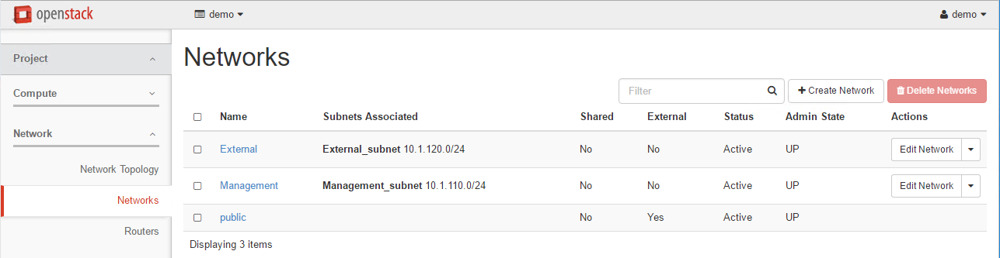 openstack demo demo
Project
Compute
Network
Network Topology
Networks
Routers
Networks
Filter Create Network Delete Networks
Name Subnets Associated Shared External Status Admin State Actions
External External_subnet 10.1.120.0/24 No No Active UP Edit Network
Management Management_subnet 10.1.110.0/24 No No Active UP Edit Network
public No Yes Active UP
Displaying 3 items